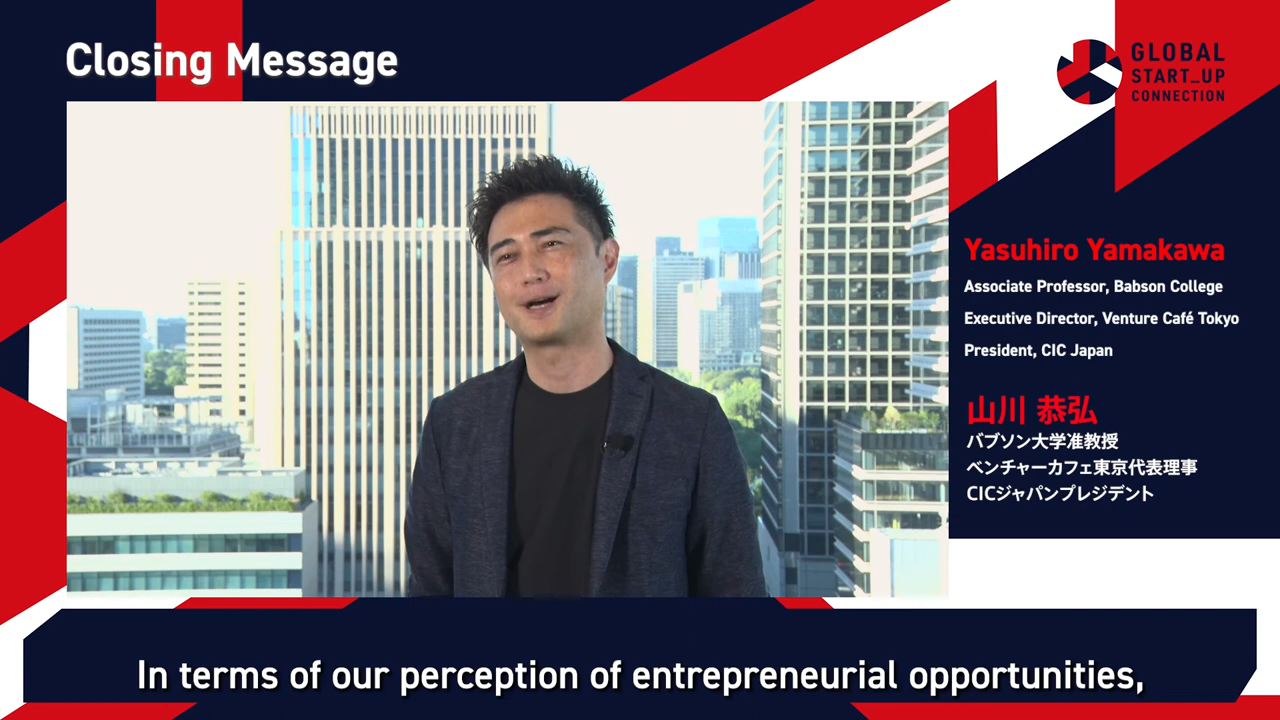 Closing Message
GLOBAL
START_UP
CONNECTION
Yasuhiro Yamakawa
Associate Professor, Babson College
Executive Director, Venture Café Tokyo
President, CIC Japan
山川 恭弘
バブソン大学准教授
ベンチャーカフェ東京代表理事
CICジャパンプレジデント
In terms of our perception of entrepreneurial opportunities,